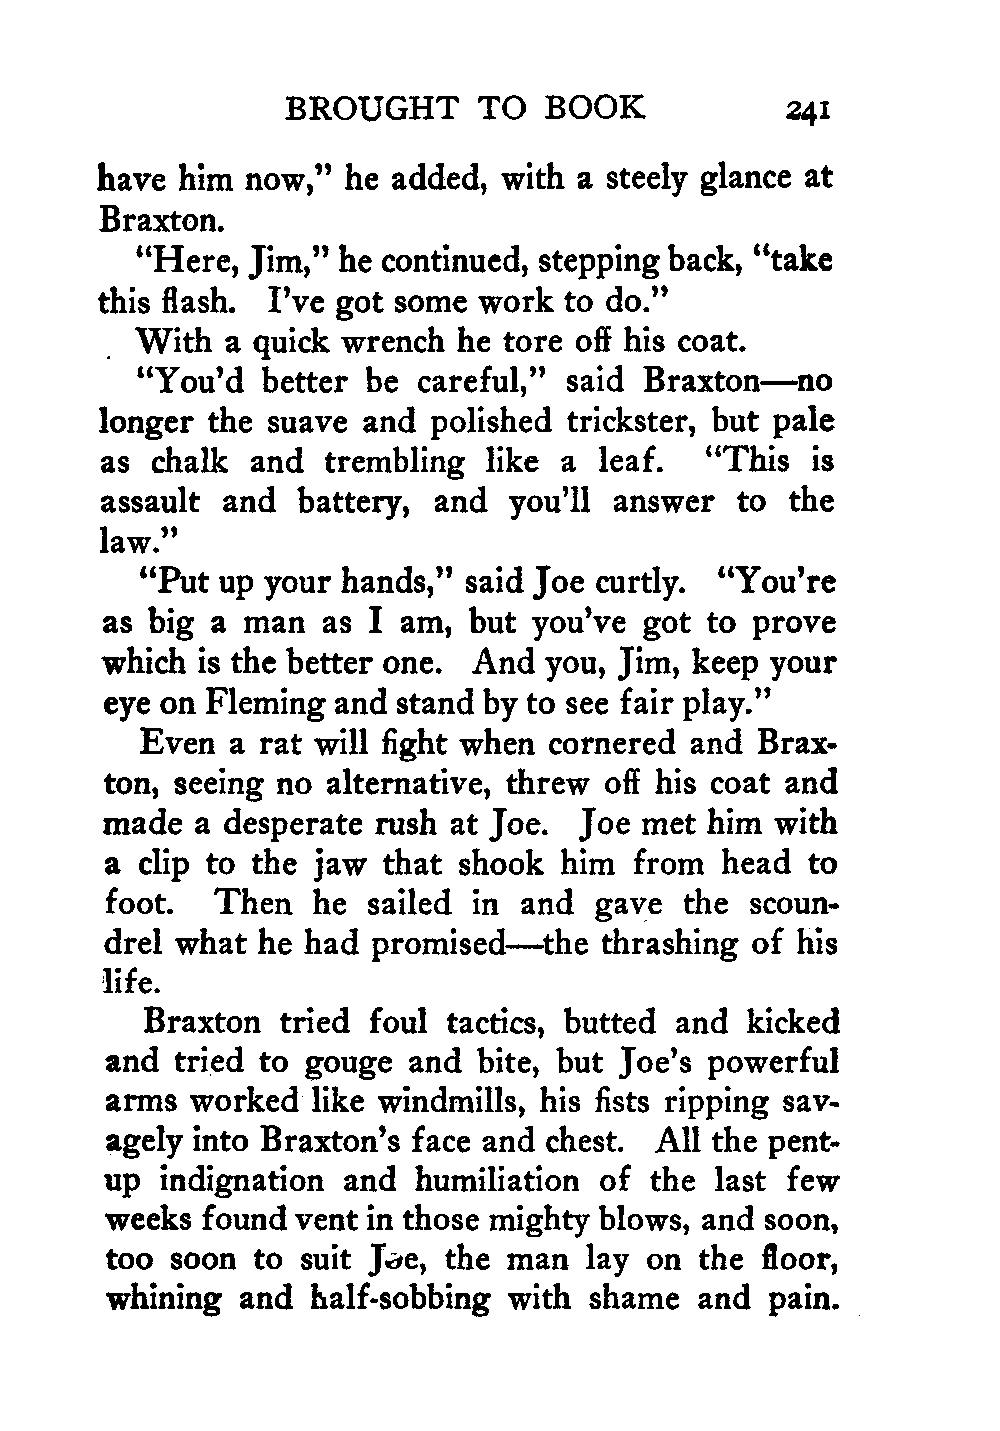 BROUGHT TO BOOK 241
have him now,” he added, with a steely glance at
Braxton.
“Here, Jim,” he continued, stepping back, “take
this flash. I’ve got some work to do.”
With a quick wrench he tore off his coat.
“You’d better be careful,” said Braxton—no
longer the suave and polished trickster, but pale
as chalk and trembling like a leaf. “This is
assault and battery, and you’ll answer to the
law.”
“Put up your hands,” said Joe curtly. “You’re
as big a man as I am, but you’ve got to prove
which is the better one. And you, Jim, keep your
eye on Fleming and stand by to see fair play.”
Even a rat will fight when cornered and Brax-
ton, seeing no alternative, threw off his coat and
made a desperate rush at Joe. Joe met him with
a clip to the jaw that shook him from head to
foot. Then he sailed in and gave the scoun-
drel what he had promised—the thrashing of his
life.
Braxton tried foul tactics, butted and kicked
and tried to gouge and bite, but Joe’s powerful
arms worked like windmills, his fists ripping sav-
agely into Braxton’s face and chest. All the pent-
up indignation and humiliation of the last few
weeks found vent in those mighty blows, and soon,
too soon to suit Joe, the man lay on the floor,
whining and half-sobbing with shame and pain.